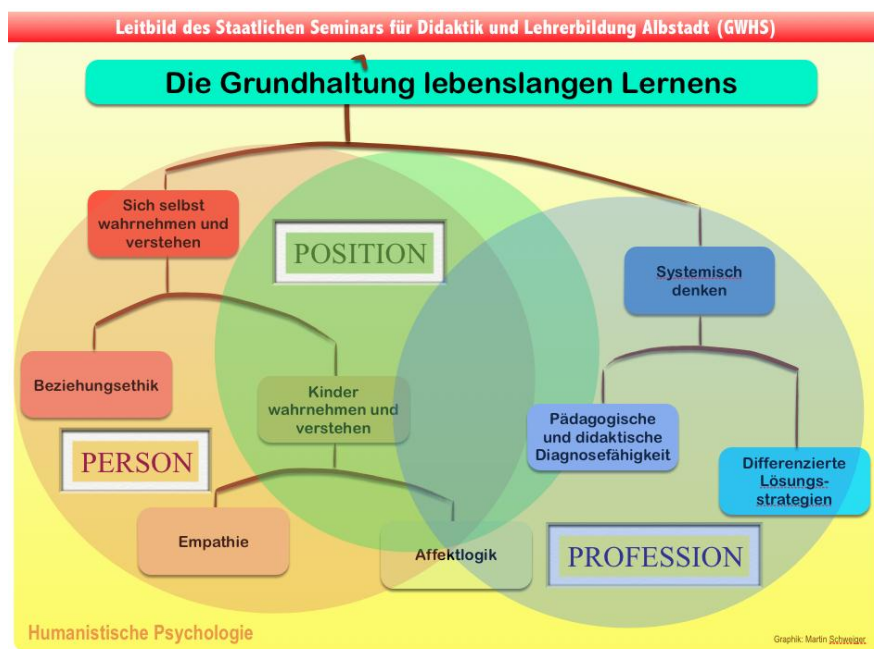 Leitbild des Staatlichen Seminars für Didaktik und Lehrerbildung Albstadt (GWHS)
Die Grundhaltung lebenslangen Lernens
Sich selbst
wahrnehmen und
verstehen
POSITION
Systemisch
denken
Beziehungsethik
Kinder
wahrnehmen und
verstehen
Pädagogische
und didaktische
Diagnosefähigkeit
PERSON
Differenzierte
Lösungs-
strategien
Empathie
Affektlogik
PROFESSION
Humanistische Psychologie
Graphik: Martin Schweiger